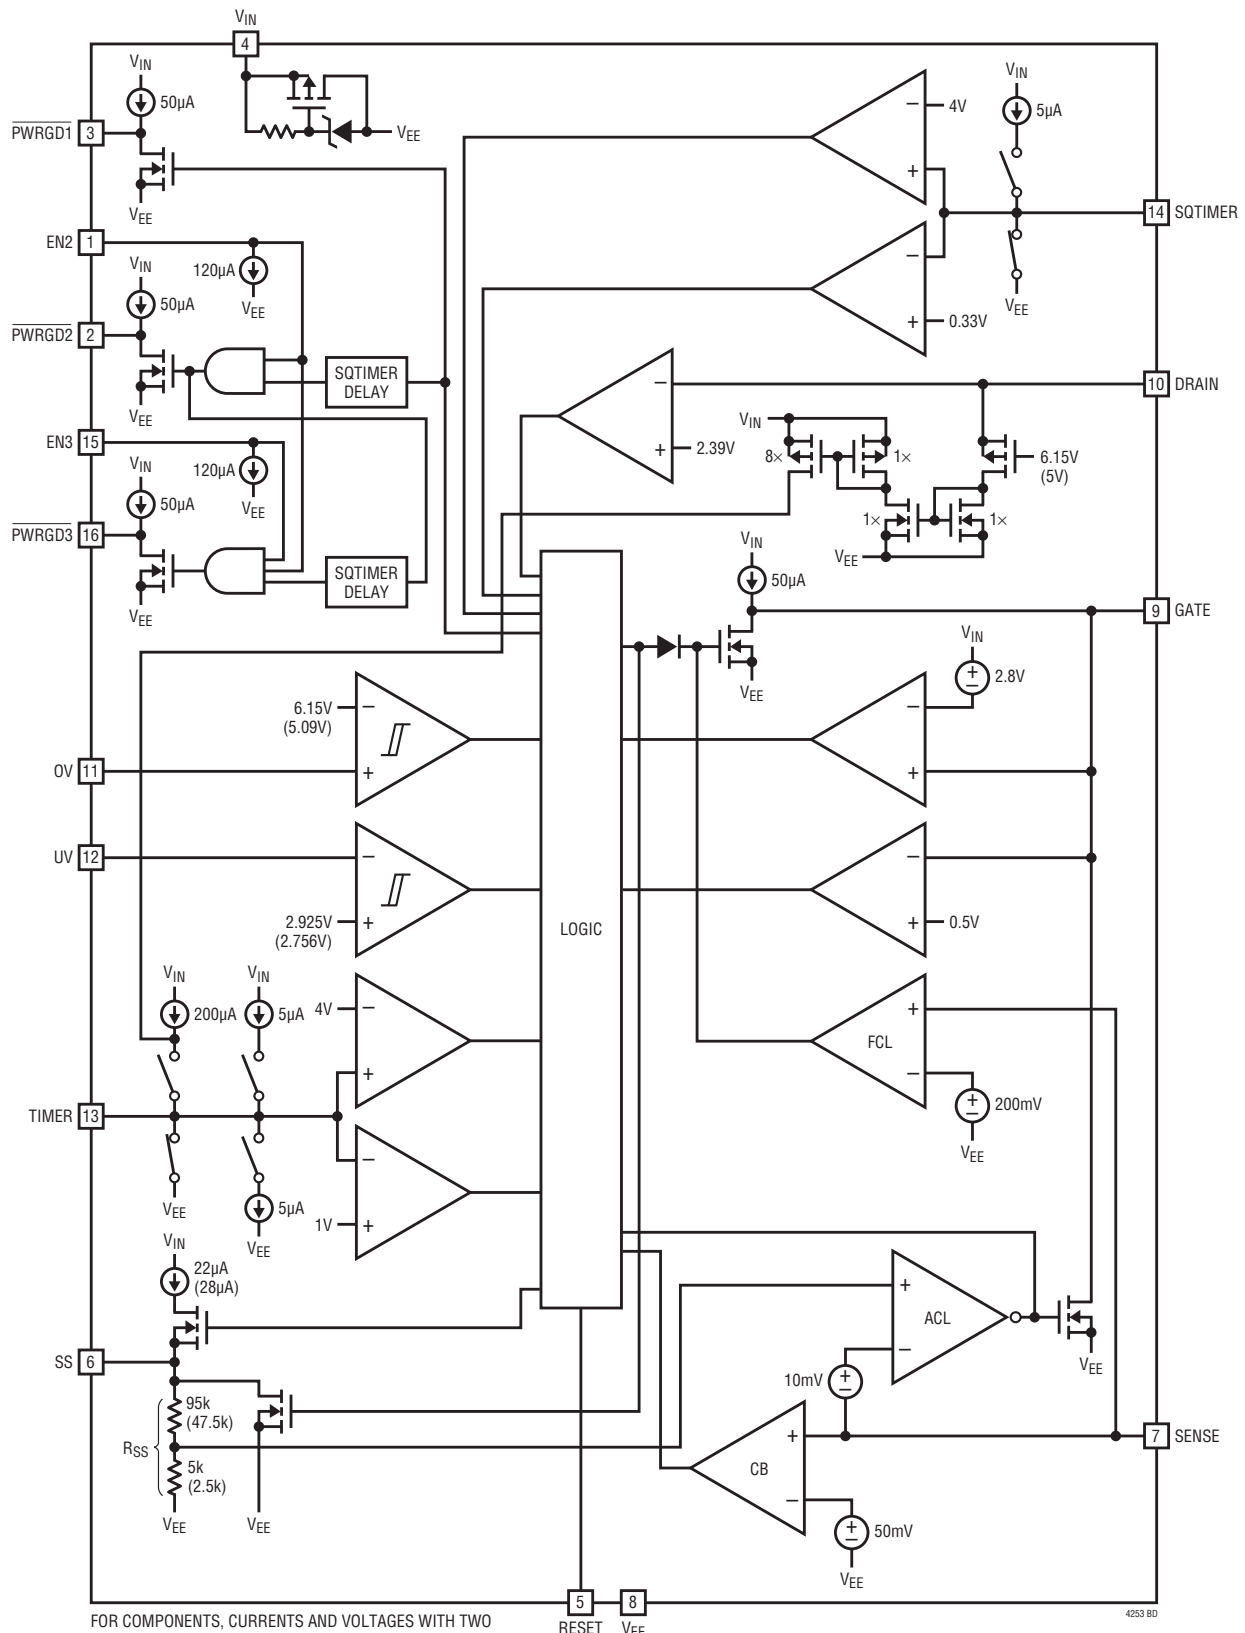 VIN
4
VIN
50µA
PWRGD1
3
VEE
VEE
EN2
1
120µA
VEE
VIN
50µA
PWRGD2
2
SQTIMER
DELAY
VEE
EN3
15
120µA
VEE
VIN
50µA
PWRGD3
16
SQTIMER
DELAY
VEE
−
4V
+
VIN
5µA
14
SQTIMER
−
+
0.33V
VEE
−
+
2.39V
10
DRAIN
VIN
8×
1×
6.15V
(5V)
1×
1×
VEE
VIN
50µA
9
GATE
VEE
VIN
+
−
2.8V
−
+
6.15V
(5.09V)
−
+
OV
11
UV
12
−
+
2.925V
(2.756V)
LOGIC
−
+
0.5V
VIN
200µA
VIN
5µA
4V
−
+
TIMER
13
−
+
1V
VEE
5µA
VEE
FCL
+
−
+
−
200mV
VEE
VIN
22µA
(28µA)
SS
6
RSS
95k
(47.5k)
5k
(2.5k)
VEE
VEE
+
−
ACL
VEE
10mV
+
−
7
SENSE
CB
+
−
+
−
50mV
VEE
5
RESET
8
VEE
FOR COMPONENTS, CURRENTS AND VOLTAGES WITH TWO
4253 BD